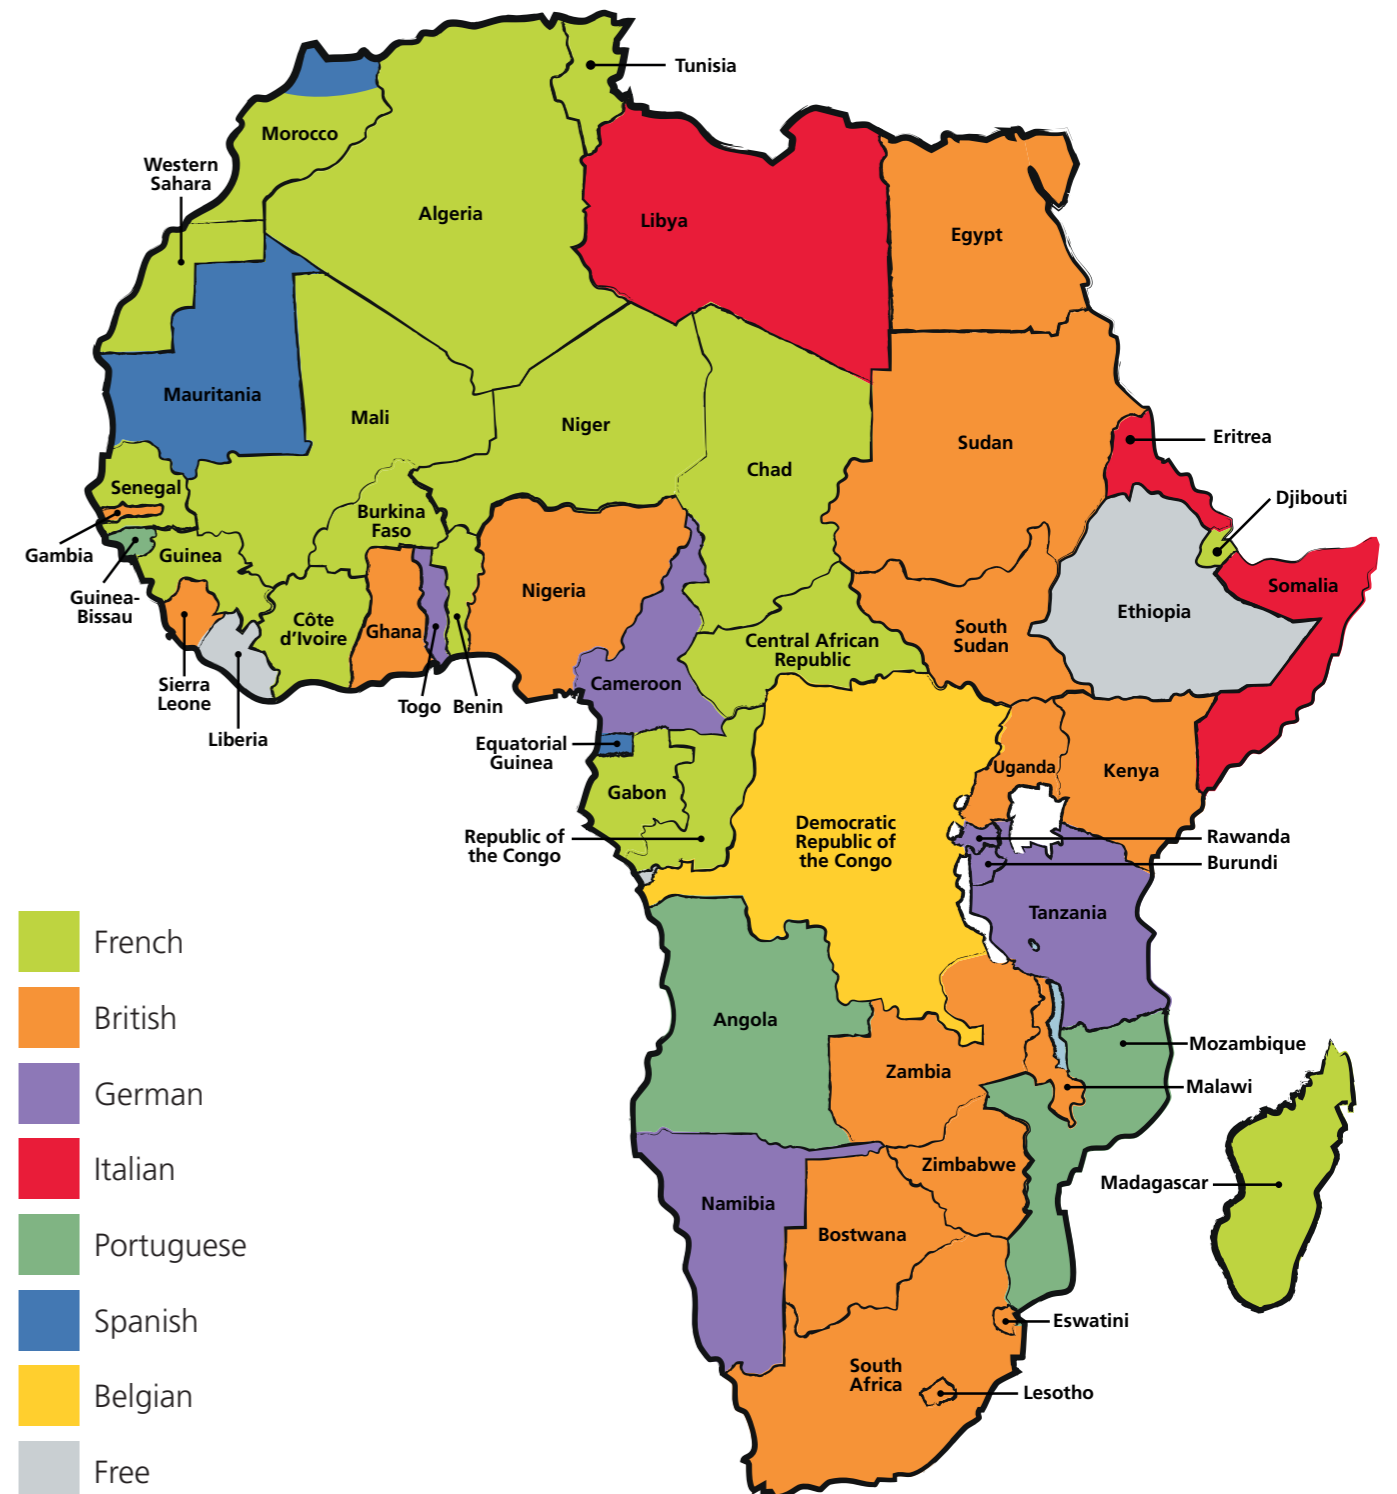 Tunisia
Morocco
Western
Sahara
Algeria
Libya
Egypt
Mauritania
Mali
Niger
Chad
Sudan
Eritrea
Djibouti
Senegal
Burkina
Faso
Gambia
Guinea
Guinea-
Bissau
Nigeria
Somalia
Ethiopia
Côte
d'Ivoire
Ghana
Central African
Republic
South
Sudan
Sierra
Leone
Togo
Benin
Cameroon
Liberia
Equatorial
Guinea
Gabon
Uganda
Kenya
Republic of
the Congo
Democratic
Republic of
the Congo
Rawanda
Burundi
Tanzania
French
British
German
Italian
Portuguese
Spanish
Belgian
Free
Angola
Zambia
Mozambique
Malawi
Zimbabwe
Madagascar
Namibia
Bostwana
Eswatini
South
Africa
Lesotho